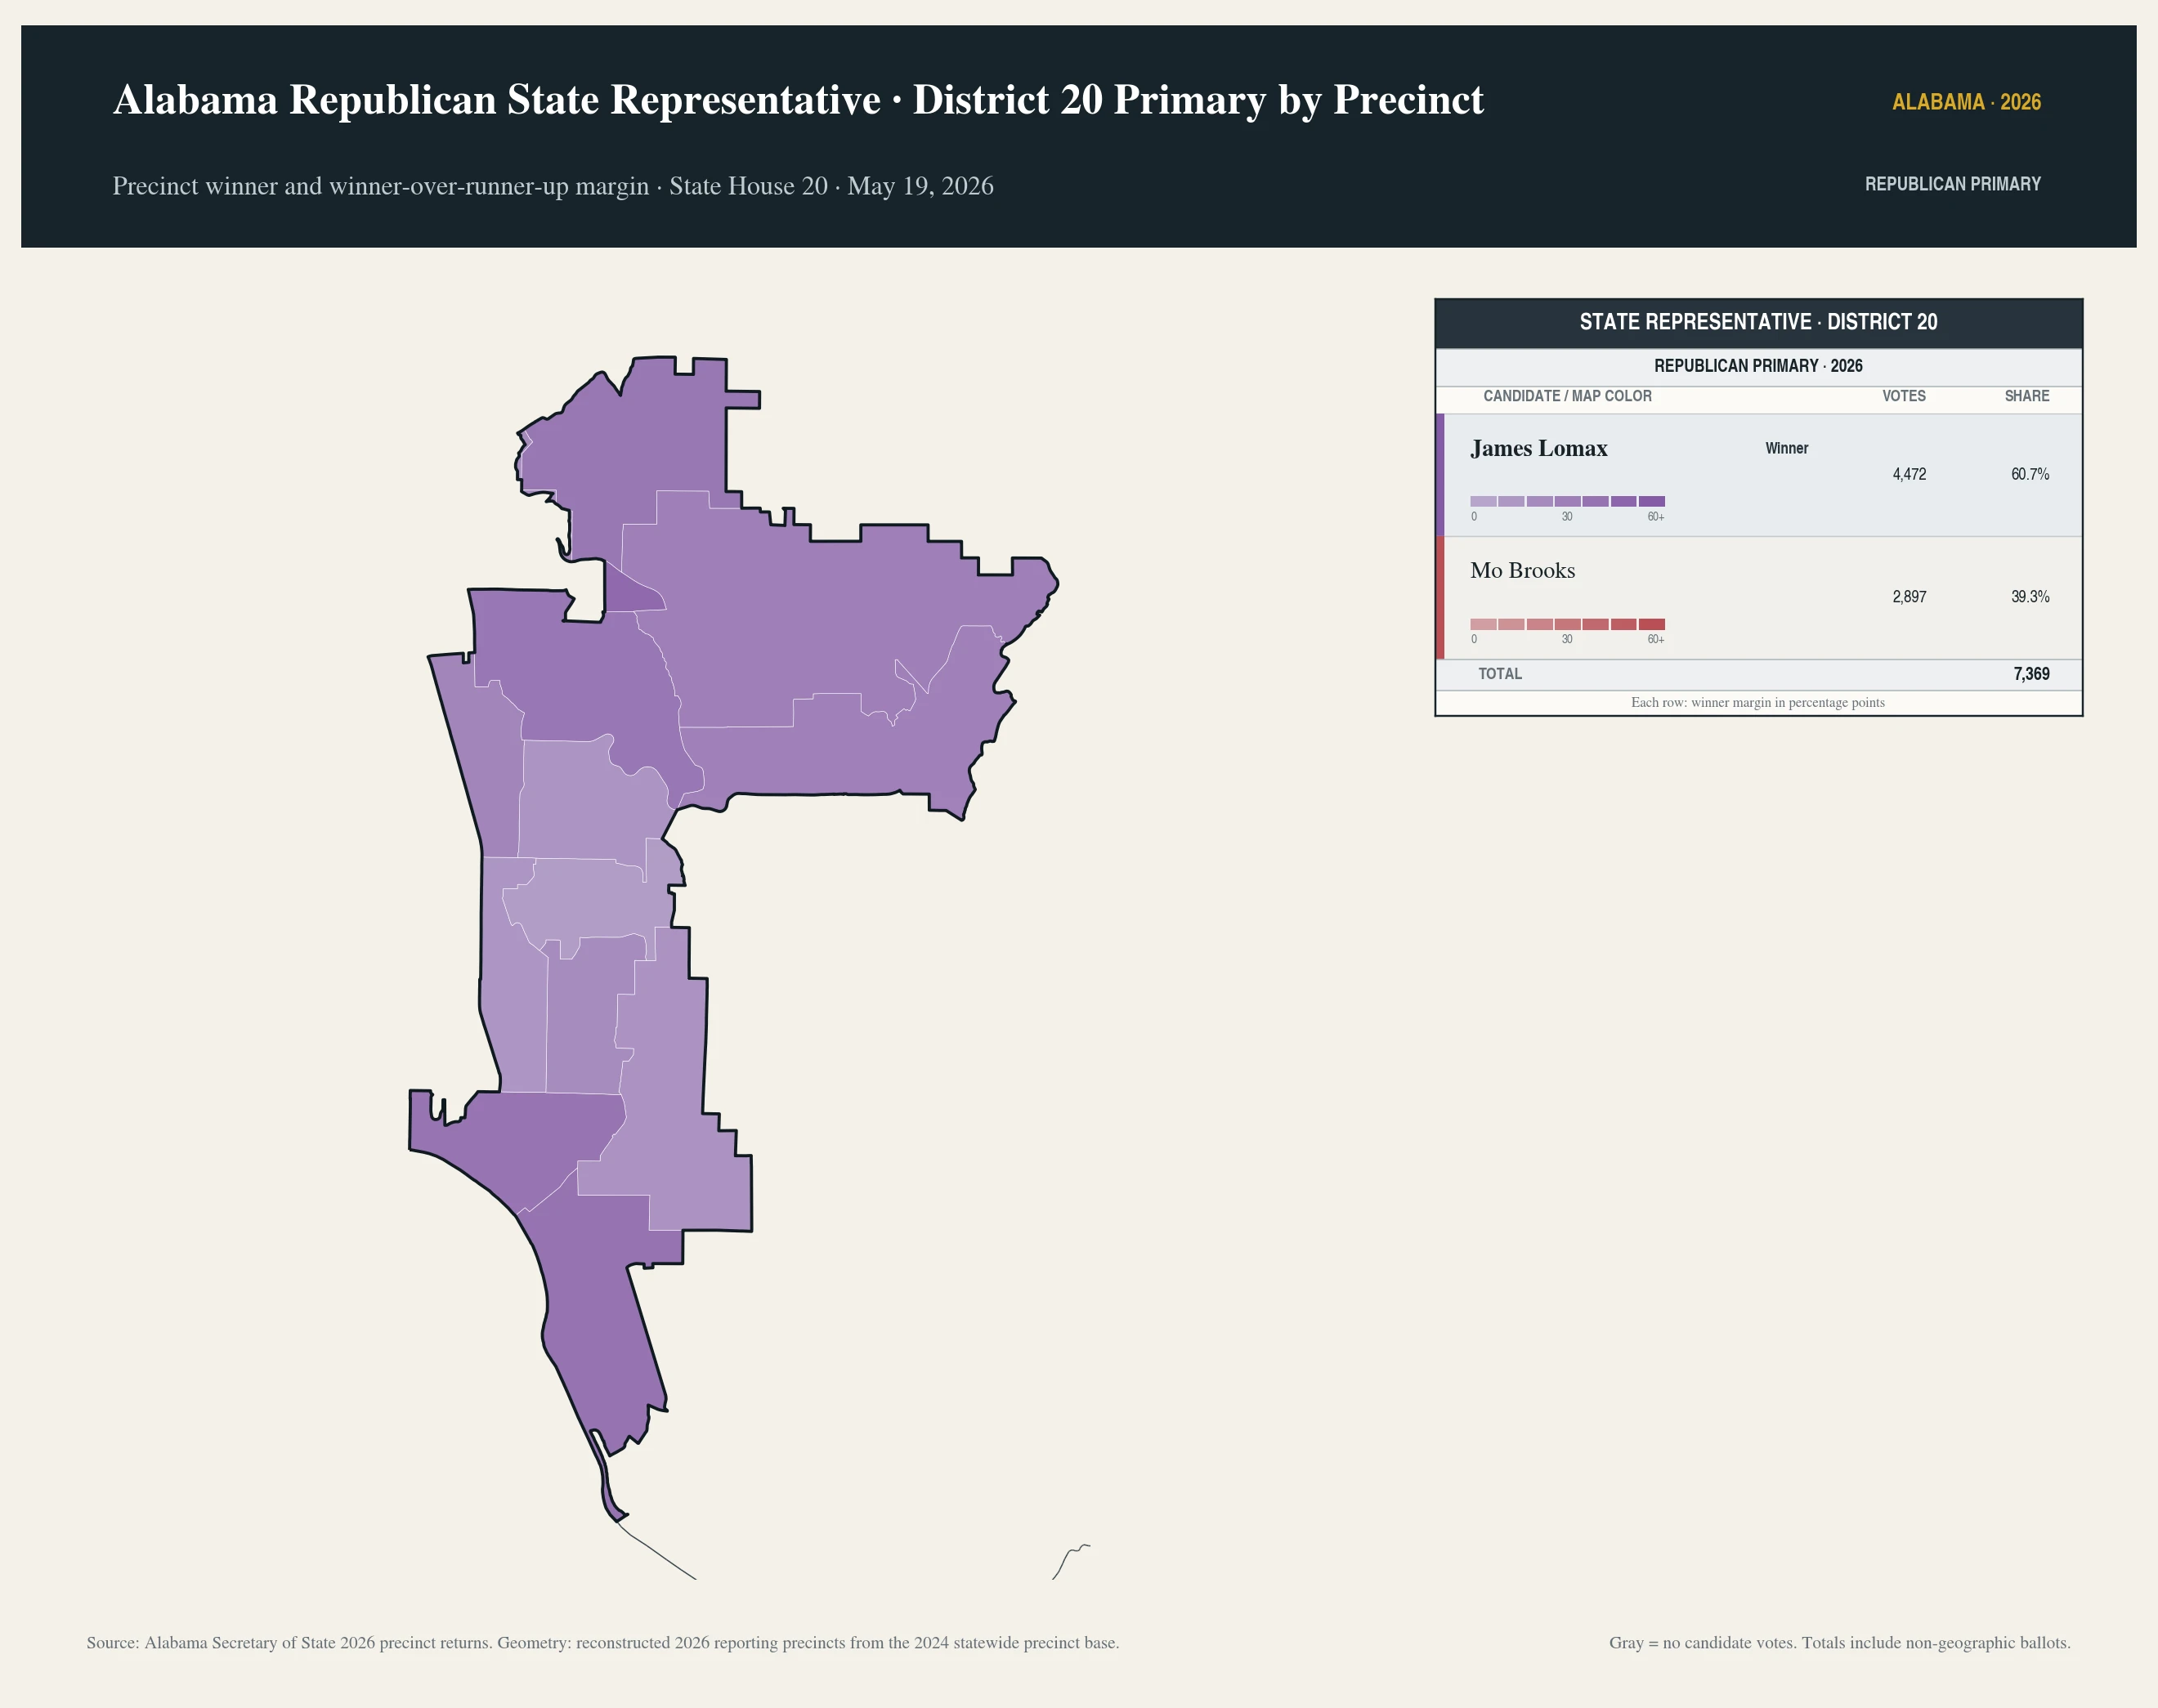 Alabama Republican State Representative · District 20 Primary by Precinct
ALABAMA · 2026
Precinct winner and winner-over-runner-up margin · State House 20 · May 19, 2026
REPUBLICAN PRIMARY
STATE REPRESENTATIVE · DISTRICT 20
REPUBLICAN PRIMARY · 2026
CANDIDATE / MAP COLOR VOTES SHARE
James Lomax Winner
4,472 60.7%
0 30 60+
Mo Brooks
2,897 39.3%
0 30 60+
TOTAL 7,369
Each row: winner margin in percentage points
Source: Alabama Secretary of State 2026 precinct returns. Geometry: reconstructed 2026 reporting precincts from the 2024 statewide precinct base.
Gray = no candidate votes. Totals include non-geographic ballots.